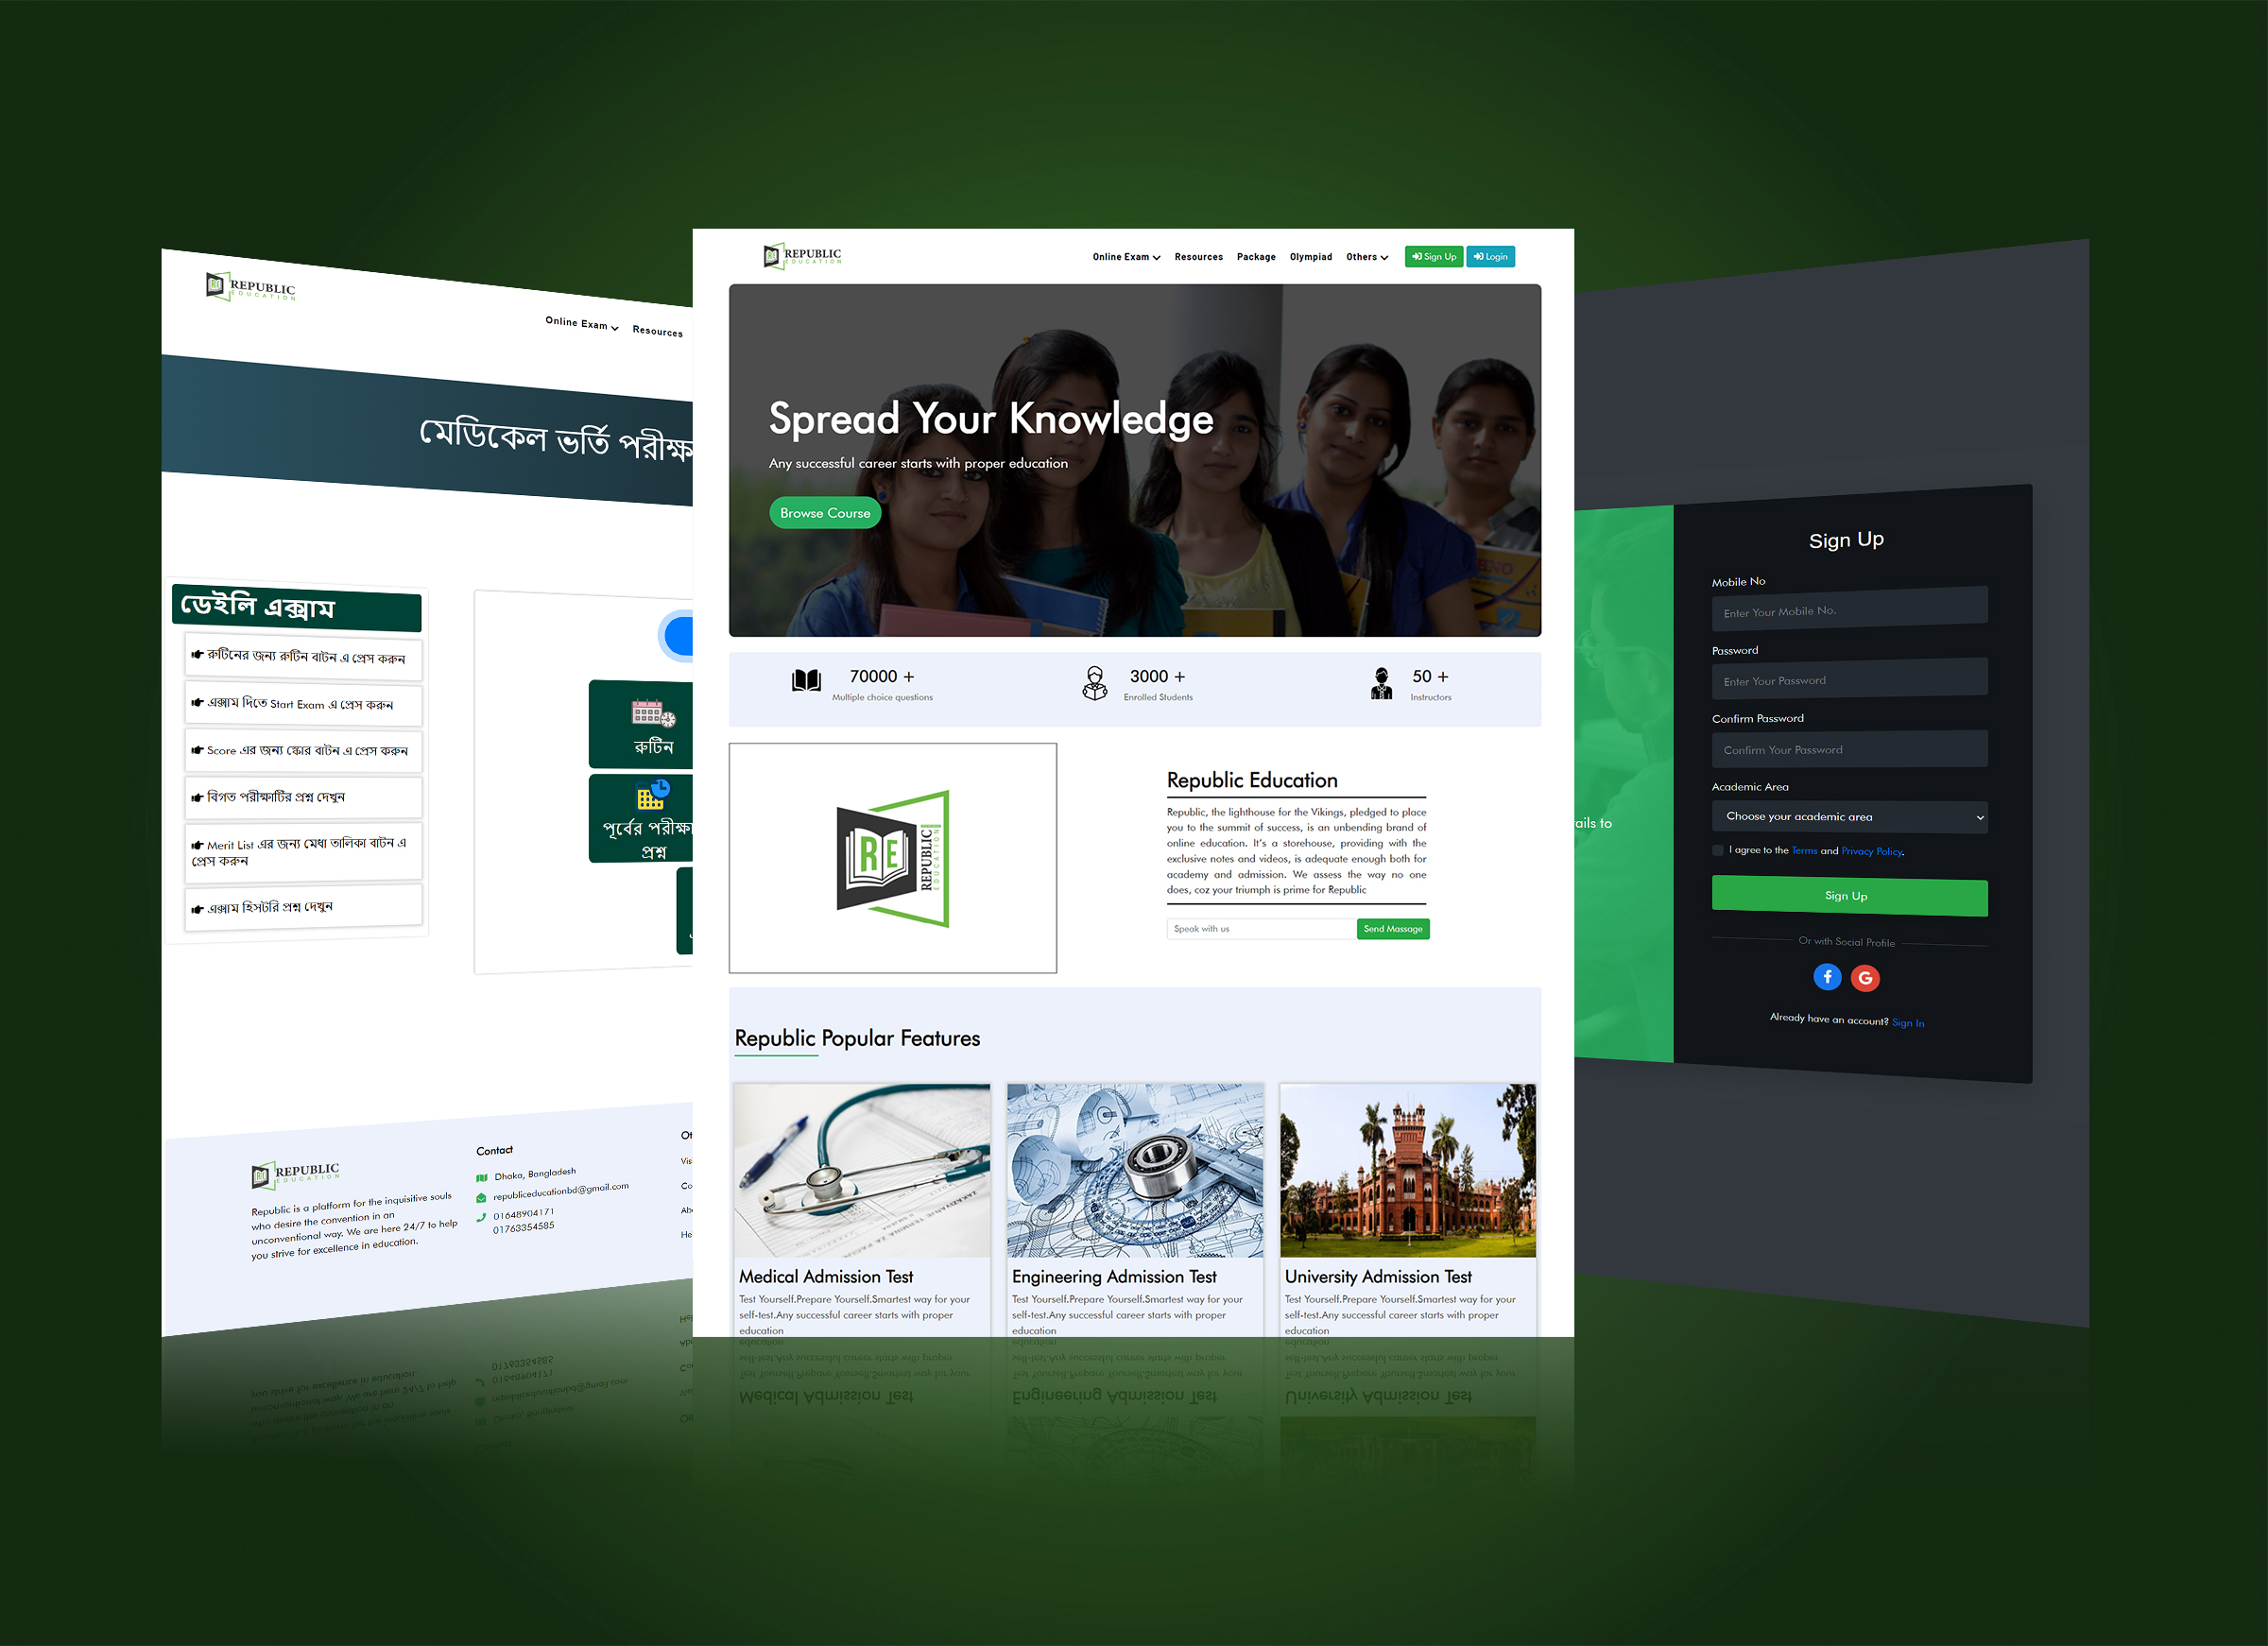 REPUBLIC
EDUCATION
Online Exam
Resources
মেডিকেল ভর্তি
ডেইলি এক্সাম
রুটিনের জন্য রুটিন বাটন এ প্রেস করুন
এক্সাম দিতে Start Exam এ প্রেস করুন
Score এর জন্য স্কোর বাটন এ প্রেস করুন
বিগত পরীক্ষাটির প্রশ্ন দেখুন
Merit List এর জন্য মেধা তালিকা বাটন এ
প্রেস করুন
এক্সাম হিসটরি প্রশ্ন দেখুন
রুটিন
পূর্বের
প্রশ্ন
REPUBLIC
EDUCATION
Republic is a platform for the inquisitive souls
who desire the convention in an
unconventional way. We are here 24/7 to help
you strive for excellence in education.
Contact
Dhaka, Bangladesh
republiceducationbd@gmail.com
01648904171
01763354585
REPUBLIC
EDUCATION
Online Exam Resources Package Olympiad Others Sign Up Login
Spread Your Knowledge
Any successful career starts with proper education
Browse Course
70000 +
Multiple choice questions
3000 +
Enrolled Students
50 +
Instructors
RE
REPUBLIC
EDUCATION
Republic Education
Republic, the lighthouse for the Vikings, pledged to place
you to the summit of success, is an unbending brand of
online education. It's a storehouse, providing with the
exclusive notes and videos, is adequate enough both for
academy and admission. We assess the way no one
does, coz your triumph is prime for Republic
Speak with us Send Massage
Republic Popular Features
Medical Admission Test
Test Yourself.Prepare Yourself.Smartest way for your
self-test.Any successful career starts with proper
education
Engineering Admission Test
Test Yourself.Prepare Yourself.Smartest way for your
self-test.Any successful career starts with proper
education
University Admission Test
Test Yourself.Prepare Yourself.Smartest way for your
self-test.Any successful career starts with proper
education
to
Sign Up
Mobile No
Enter Your Mobile No.
Password
Enter Your Password
Confirm Password
Confirm Your Password
Academic Area
Choose your academic area
I agree to the Terms and Privacy Policy.
Sign Up
Or with Social Profile
Already have an account? Sign In